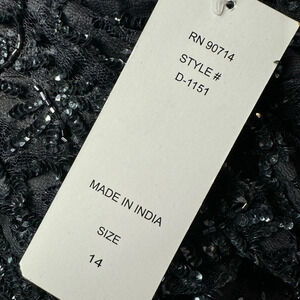 RN 90714
STYLE #
D-1151
MADE IN INDIA
SIZE
14